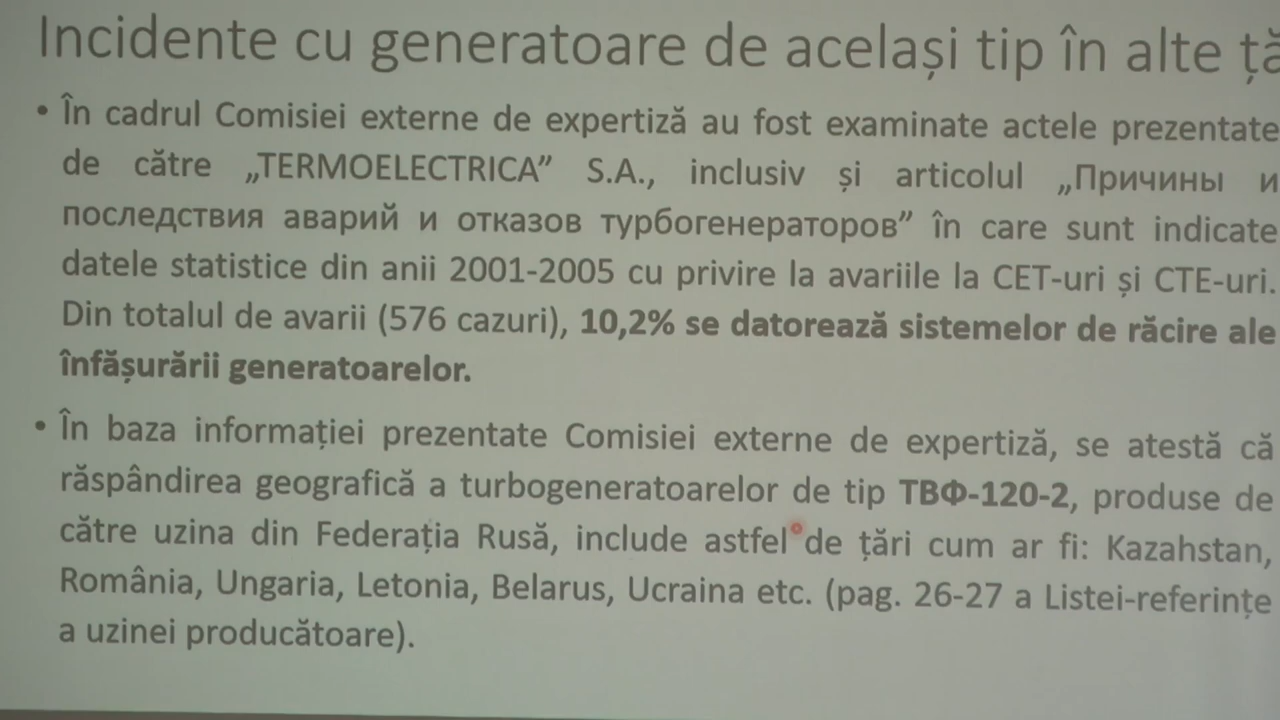 Incidente cu generatoare de același tip în alte ță
• În cadrul Comisiei externe de expertiză au fost examinate actele prezentate
de către „TERMOELECTRICA” S.A., inclusiv și articolul „Причины и
последствия аварий и отказов турбогенераторов” în care sunt indicate
datele statistice din anii 2001-2005 cu privire la avariile la CET-uri și CTE-uri.
Din totalul de avarii (576 cazuri), 10,2% se datorează sistemelor de răcire ale
înfășurării generatoarelor.
• În baza informației prezentate Comisiei externe de expertiză, se atestă că
răspândirea geografică a turbogeneratoarelor de tip ТВФ-120-2, produse de
către uzina din Federația Rusă, include astfel de țări cum ar fi: Kazahstan,
România, Ungaria, Letonia, Belarus, Ucraina etc. (pag. 26-27 a Listei-referințe
a uzinei producătoare).